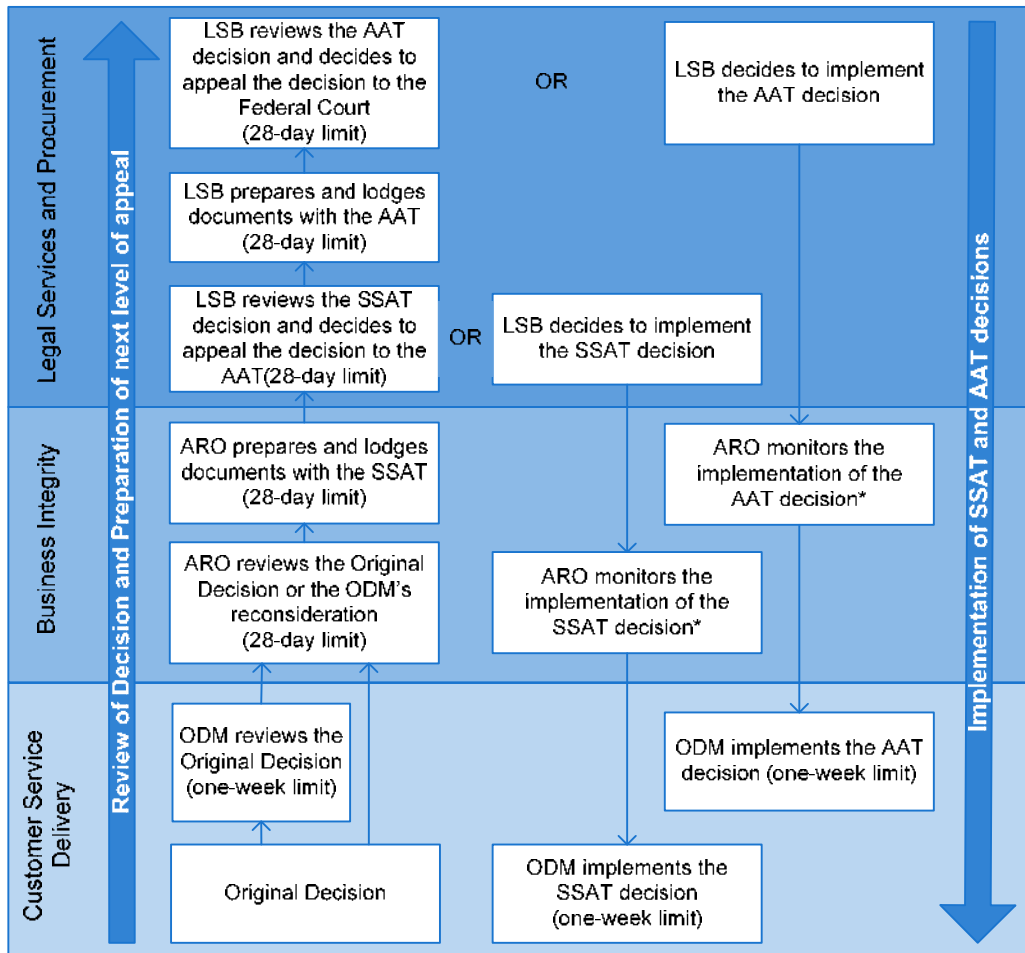 Legal Services and Procurement
Review of Decision and Preparation of next level of appeal
LSB reviews the AAT
decision and decides to
appeal the decision to the
Federal Court
(28-day limit)
OR
LSB decides to implement
the AAT decision
LSB prepares and lodges
documents with the AAT
(28-day limit)
LSB reviews the SSAT
decision and decides to
appeal the decision to the
AAT(28-day limit)
OR
LSB decides to implement
the SSAT decision
Implementation of SSAT and AAT decisions
Business Integrity
ARO prepares and lodges
documents with the SSAT
(28-day limit)
ARO monitors the
implementation of the
AAT decision*
ARO reviews the Original
Decision or the ODM's
reconsideration
(28-day limit)
ARO monitors the
implementation of the
SSAT decision*
Customer Service
Delivery
ODM reviews the
Original Decision
(one-week limit)
ODM implements the AAT
decision (one-week limit)
Original Decision
ODM implements the
SSAT decision
(one-week limit)